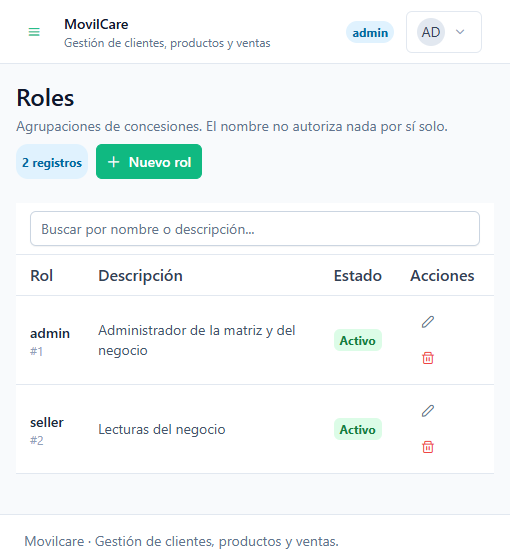 MovilCare
Gestión de clientes, productos y ventas
admin
AD
Roles
Agrupaciones de concesiones. El nombre no autoriza nada por sí solo.
2 registros
Nuevo rol
Buscar por nombre o descripción...
Rol Descripción Estado Acciones
admin
#1
Administrador de la matriz y del
negocio
Activo
seller
#2
Lecturas del negocio
Activo
Movilcare · Gestión de clientes, productos y ventas.